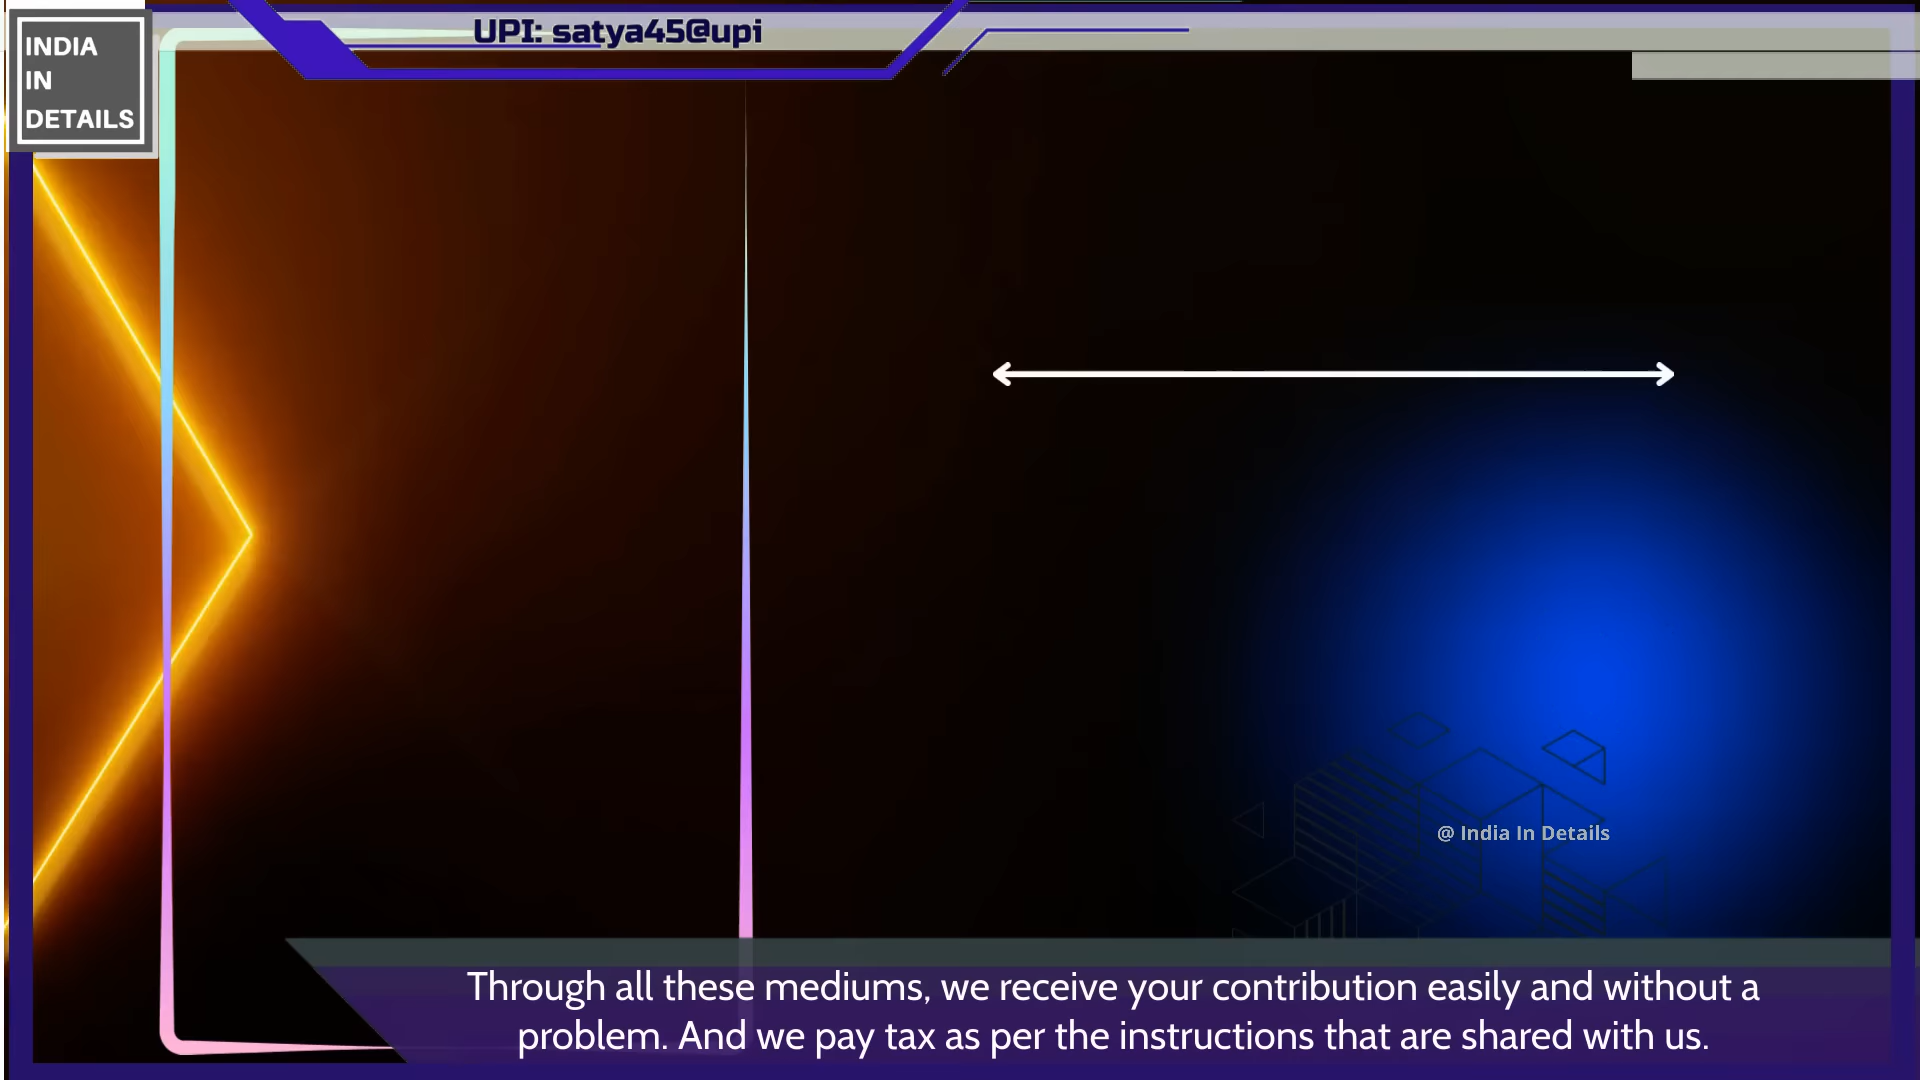 INDIA
IN
DETAILS
UPI: satya45@upi
@ India In Details
Through all these mediums, we receive your contribution easily and without a
problem. And we pay tax as per the instructions that are shared with us.